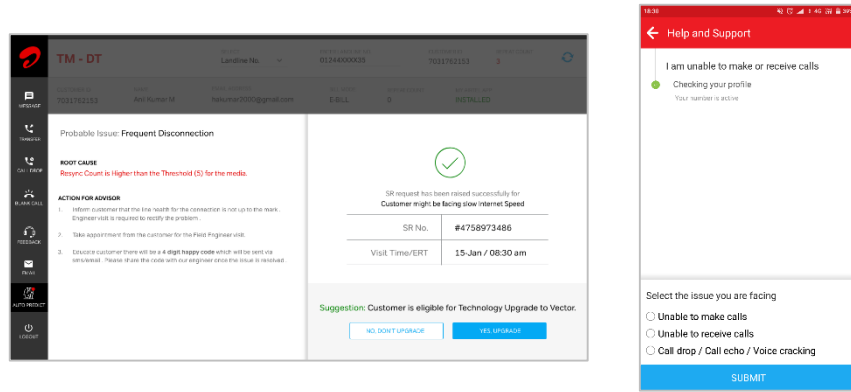 TM - DT
Landline No.
01244XXXX33
7031762153
3
MESSAGE
7031762153
Anil Kumar M
E-BILL
0
INSTALLED
TRANSFER
CALL DROP
BLANK CALL
FEEDBACK
EMAIL
AUTO PREDICT
LOGOUT
Probable Issue: Frequent Disconnection
ROOT CAUSE
Resync Count is Higher than the Threshold (5) for the media.
ACTION FOR ADVISOR
1. Inform customer that the line health for the connection is not up to the mark.
Engineer visit is required to rectify the problem .
2. Take appointment from the customer for the Field Engineer visit.
3. Educate customer there will be a 4 digit happy code which will be sent via
sms/email . Please share the code with our engineer once the issue is resolved .
SR request has been raised successfully for
Customer might be facing slow Internet Speed
SR No. #4758973486
Visit Time/ERT 15-Jan / 08:30 am
Suggestion: Customer is eligible for Technology Upgrade to Vector.
NO, DON'T UPGRADE
YES, UPGRADE
18:38
4G
Help and Support
I am unable to make or receive calls
Checking your profile
Your number is active
Select the issue you are facing
Unable to make calls
Unable to receive calls
Call drop / Call echo / Voice cracking
SUBMIT